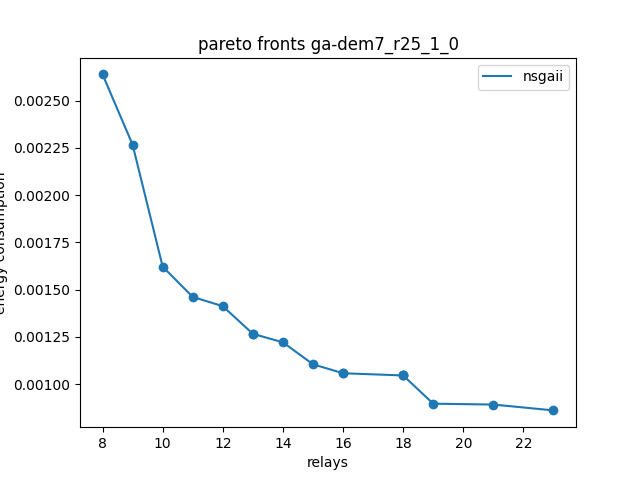 pareto fronts ga-dem7_r25_1_0
nsgaii
0.00250
0.00225
0.00200
0.00175
0.00150
0.00125
0.00100
energy consumption
8 10 12 14 16 18 20 22
relays